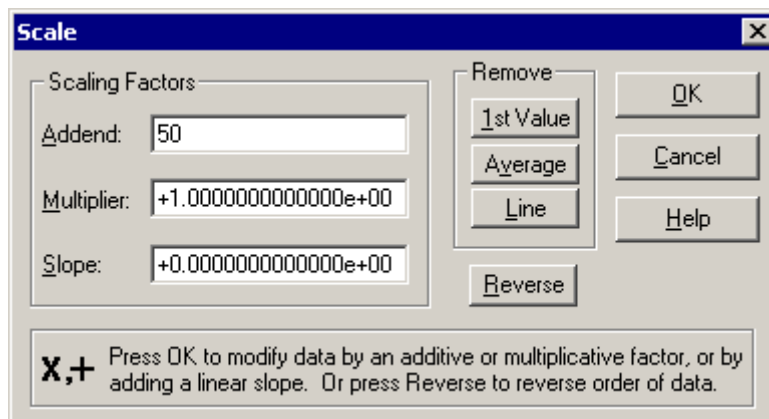 Scale
Scaling Factors
Addend: 50
Multiplier: +1.0000000000000e+00
Slope: +0.0000000000000e+00
Remove
1st Value
Average
Line
Reverse
OK
Cancel
Help
X,+
Press OK to modify data by an additive or multiplicative factor, or by
adding a linear slope. Or press Reverse to reverse order of data.